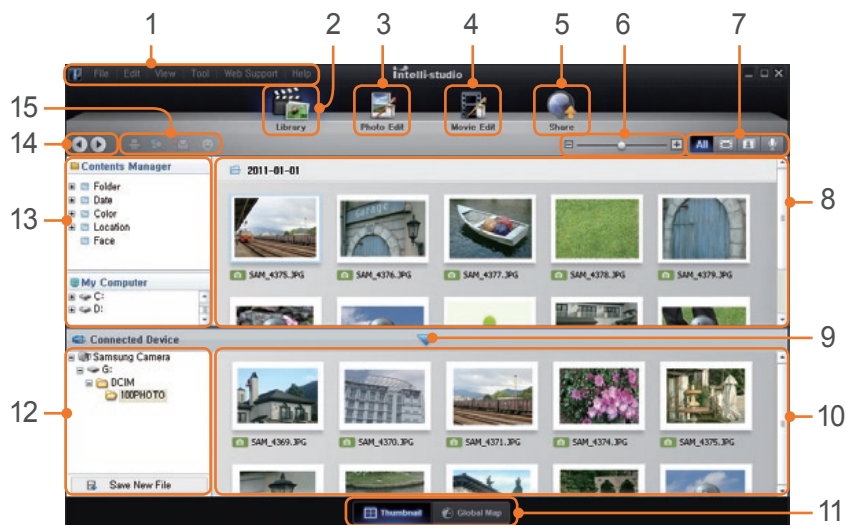 1 2 3 4 5 6 7
File Edit View Tool Web Support Help
intelli-studio
Library Photo Edit Movie Edit Share
15
14
All
Contents Manager
2011-01-01
Folder
Date
Color
Location
Face
13
8
SAM_4375.JPG SAM_4376.JPG SAM_4377.JPG SAM_4378.JPG SAM_4379.JPG
My Computer
C:
D:
Connected Device
9
Samsung Camera
G:
DCIM
100PHOTO
12
10
SAM_4369.JPG SAM_4370.JPG SAM_4371.JPG SAM_4374.JPG SAM_4375.JPG
Save New File
Thumbnail Global Map
11